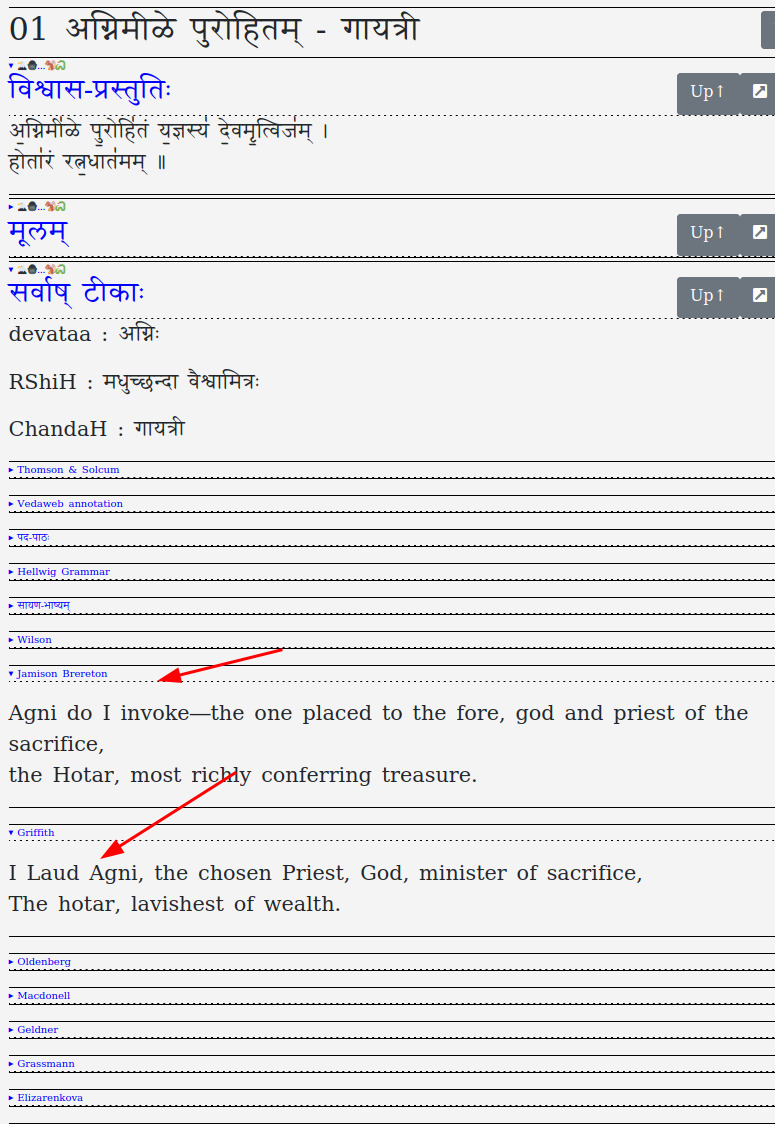 01 अग्निमीळे पुरोहितम् - गायत्री
विश्वास-प्रस्तुतिः
Up↑
अ॒ग्निमी॑ळे पु॒रोहि॑तं य॒ज्ञस्य॑ दे॒वमृ॒त्विज॑म् ।
होता॑रं रत्न॒धात॑मम् ॥
मूलम्
Up↑
सर्वाष् टीकाः
Up↑
devataa : अग्निः
RShiH : मधुच्छन्दा वैश्वामित्रः
ChandaH : गायत्री
Thomson & Solcum
Vedaweb annotation
पद-पाठः
Hellwig Grammar
सायण-भाष्यम्
Wilson
Jamison Brereton
Agni do I invoke—the one placed to the fore, god and priest of the
sacrifice,
the Hotar, most richly conferring treasure.
Griffith
I Laud Agni, the chosen Priest, God, minister of sacrifice,
The hotar, lavishest of wealth.
Oldenberg
Macdonell
Geldner
Grassmann
Elizarenkova